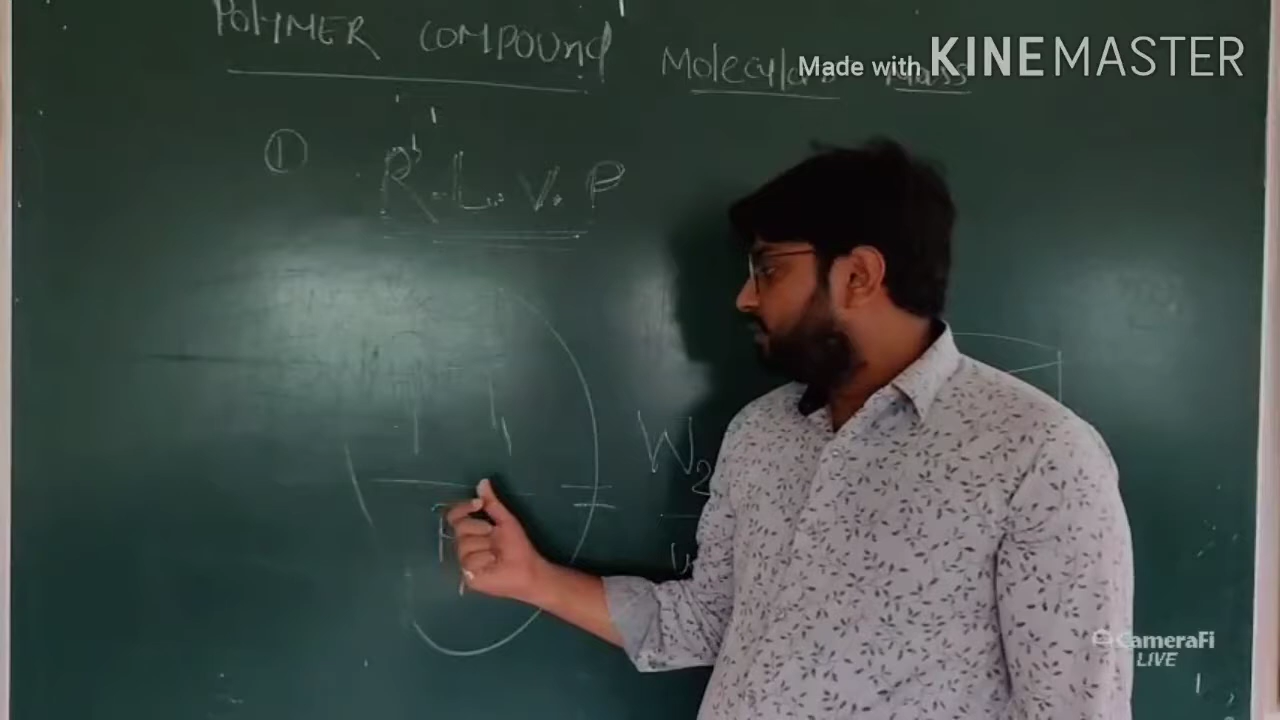 POLYMER COMPOUND
Molecular Mass
Made with KINEMASTER
① R.L.V.P
=
W2
CameraFi
LIVE